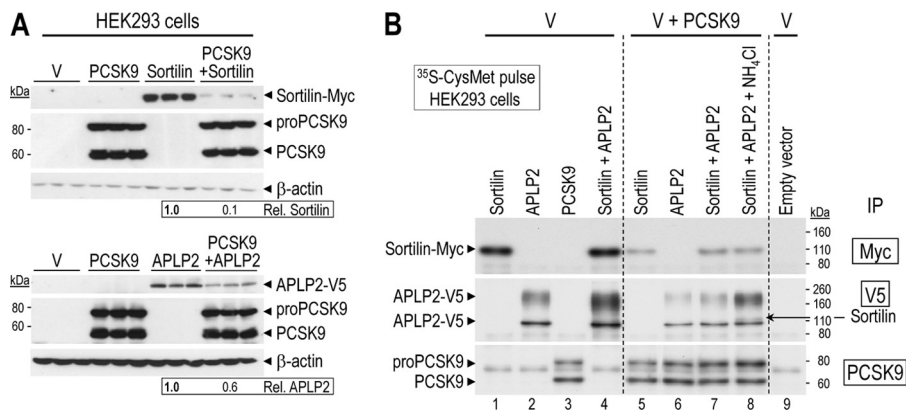 A
HEK293 cells
V PCSK9 Sortilin PCSK9 +Sortilin
kDa
Sortilin-Myc
80
proPCSK9
60
PCSK9
β-actin
1.0 0.1 Rel. Sortilin
V PCSK9 APLP2 PCSK9 +APLP2
kDa
APLP2-V5
80
proPCSK9
60
PCSK9
β-actin
1.0 0.6 Rel. APLP2
B
V V + PCSK9 V
35S-CysMet pulse
HEK293 cells
Sortilin
APLP2
PCSK9
Sortilin + APLP2
Sortilin
APLP2
Sortilin + APLP2
Sortilin + APLP2 + NH4Cl
Empty vector
kDa IP
Sortilin-Myc
160
110
80
Myc
APLP2-V5
260
160
V5
APLP2-V5
110
Sortilin
80
proPCSK9
80
PCSK9
60
PCSK9
1 2 3 4 5 6 7 8 9